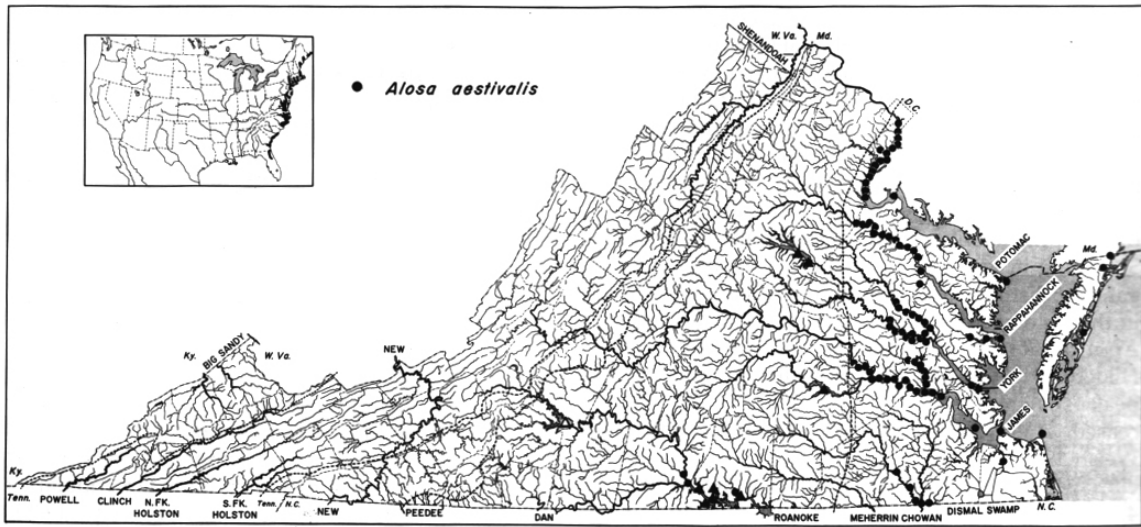 Alosa aestivalis
SHENANDOAH
W. Va.
Md.
D.C.
POTOMAC
Md.
RAPPAHANNOCK
YORK
JAMES
Ky.
BIG SANDY
W. Va.
NEW
Ky.
Tenn.
POWELL
CLINCH
N. FK.
HOLSTON
S. FK.
HOLSTON
Tenn. / N.C.
NEW
PEEDEE
DAN
ROANOKE
MEHERRIN
CHOWAN
DISMAL SWAMP
N. C.